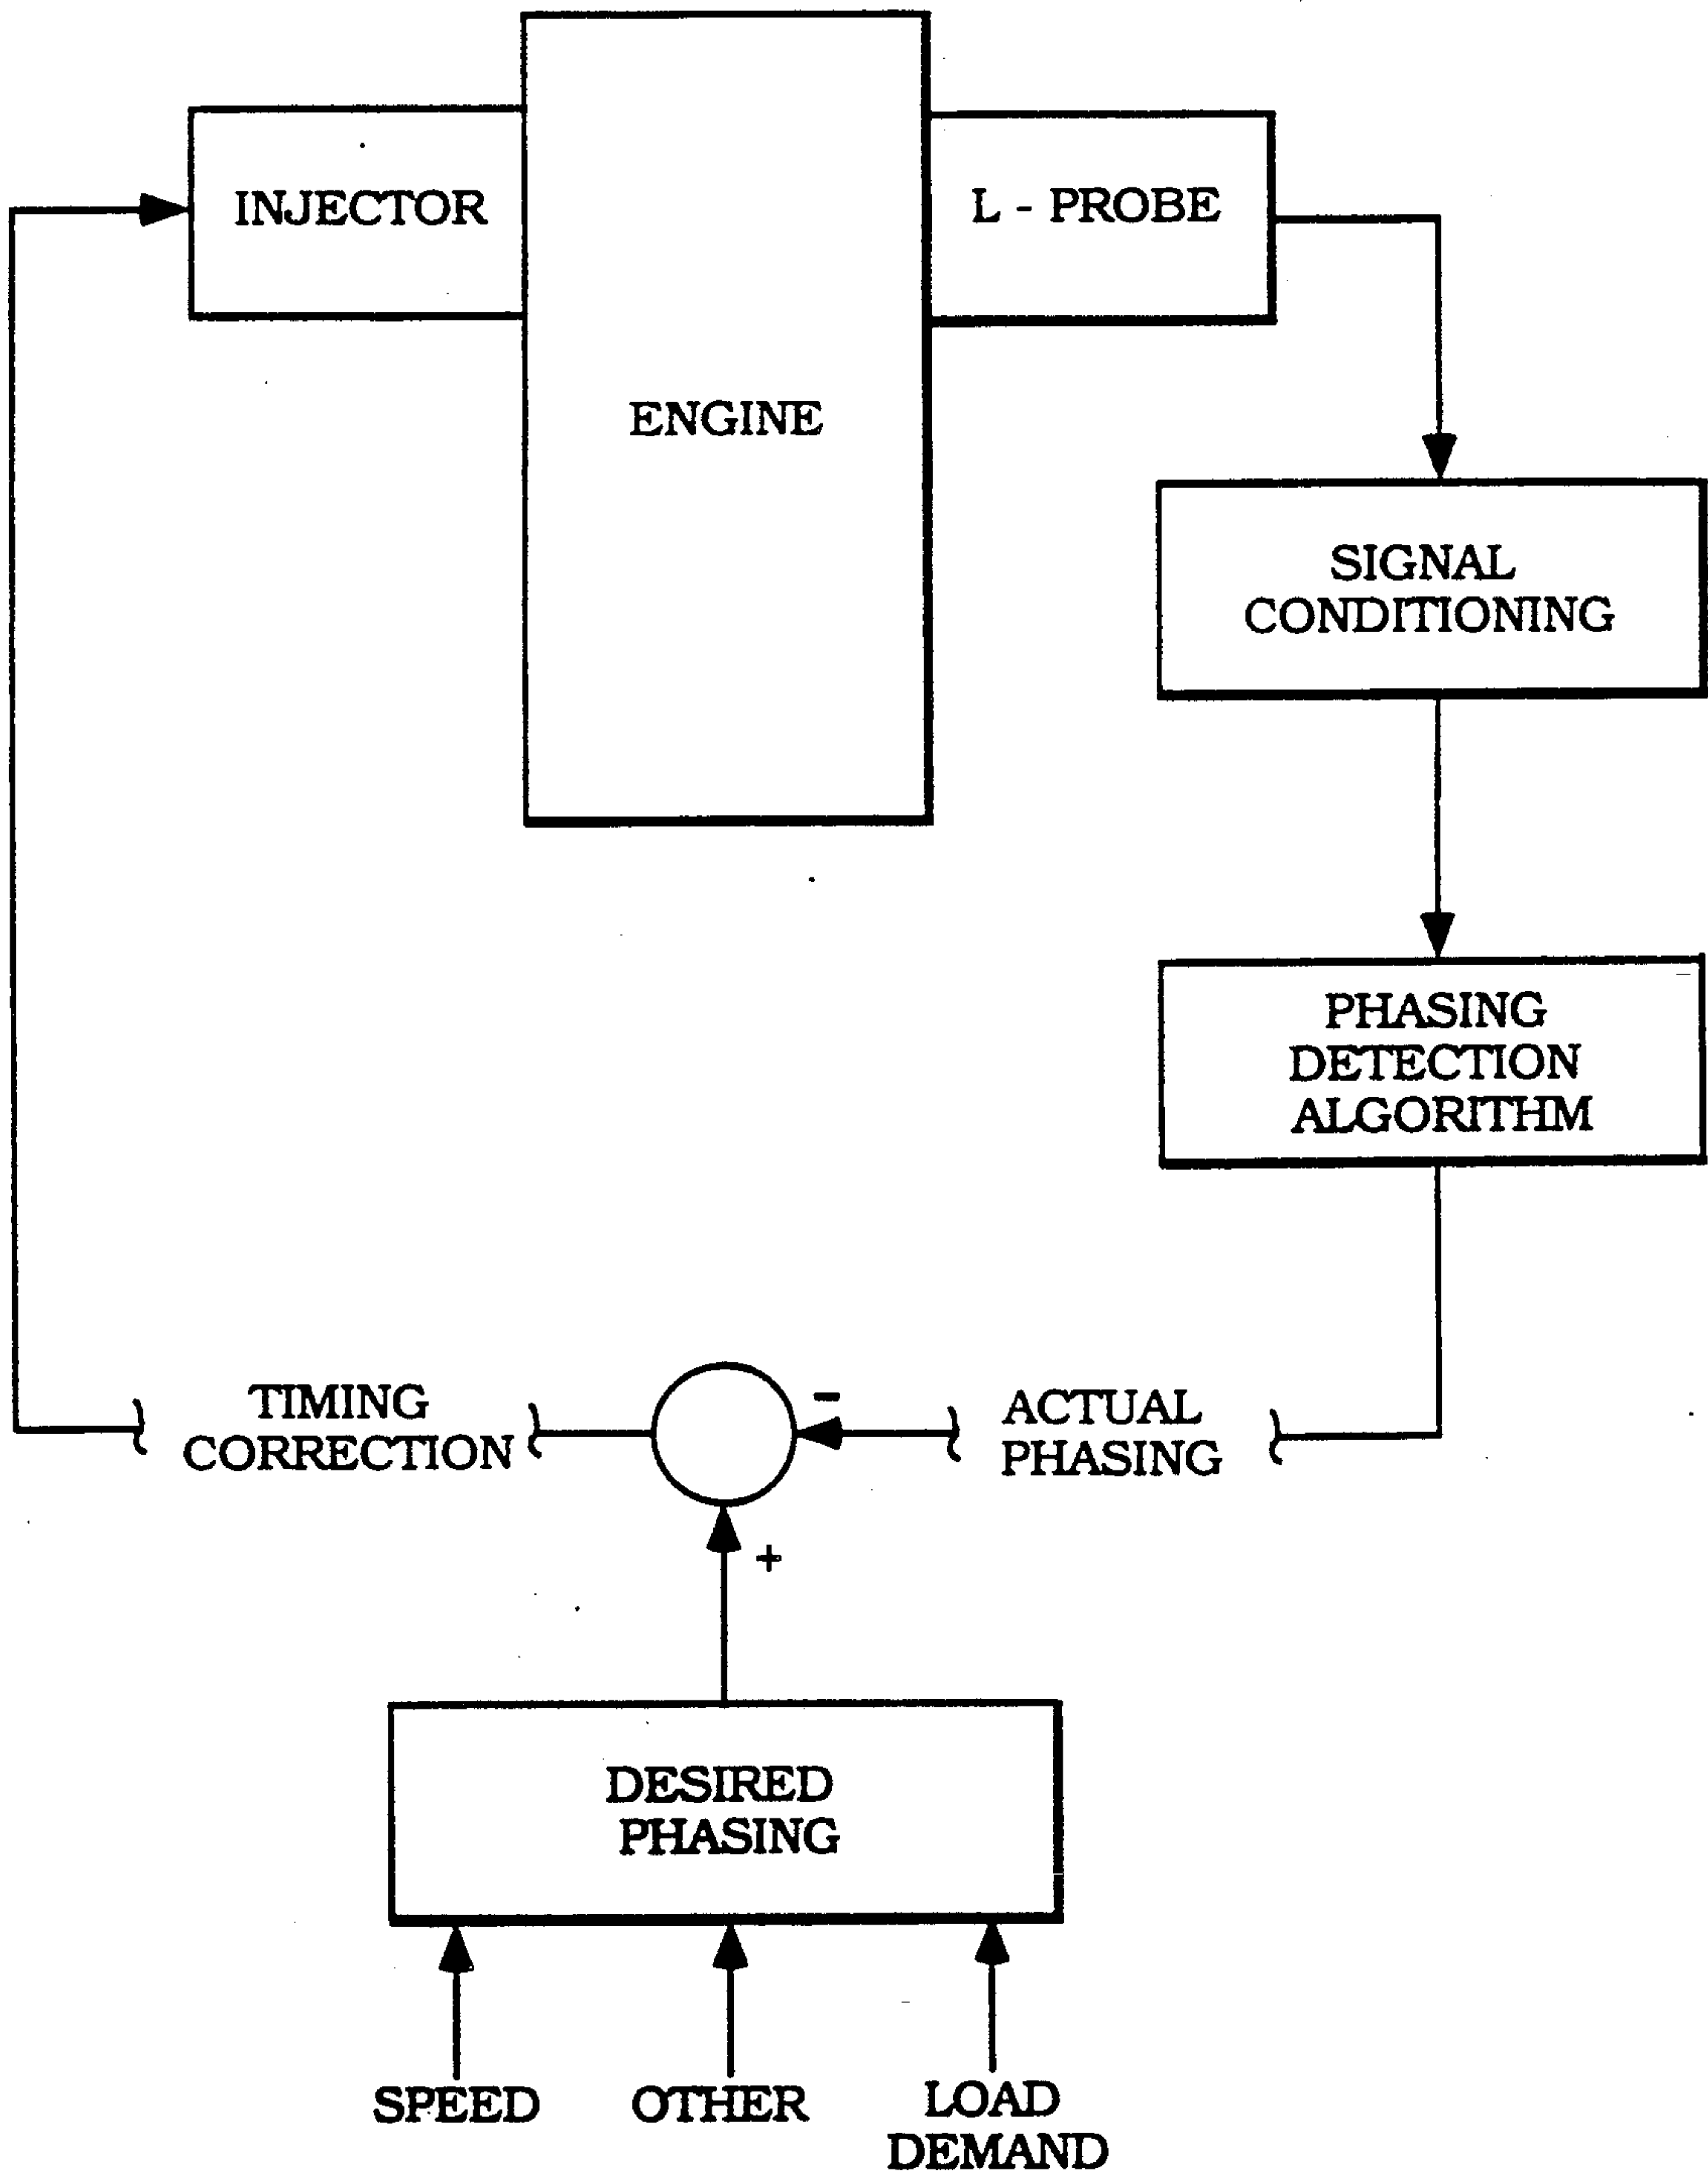 INJECTOR
L - PROBE
ENGINE
SIGNAL
CONDITIONING
PHASING
DETECTION
ALGORITHM
TIMING
CORRECTION
-
ACTUAL
PHASING
+
DESIRED
PHASING
SPEED
OTHER
LOAD
DEMAND